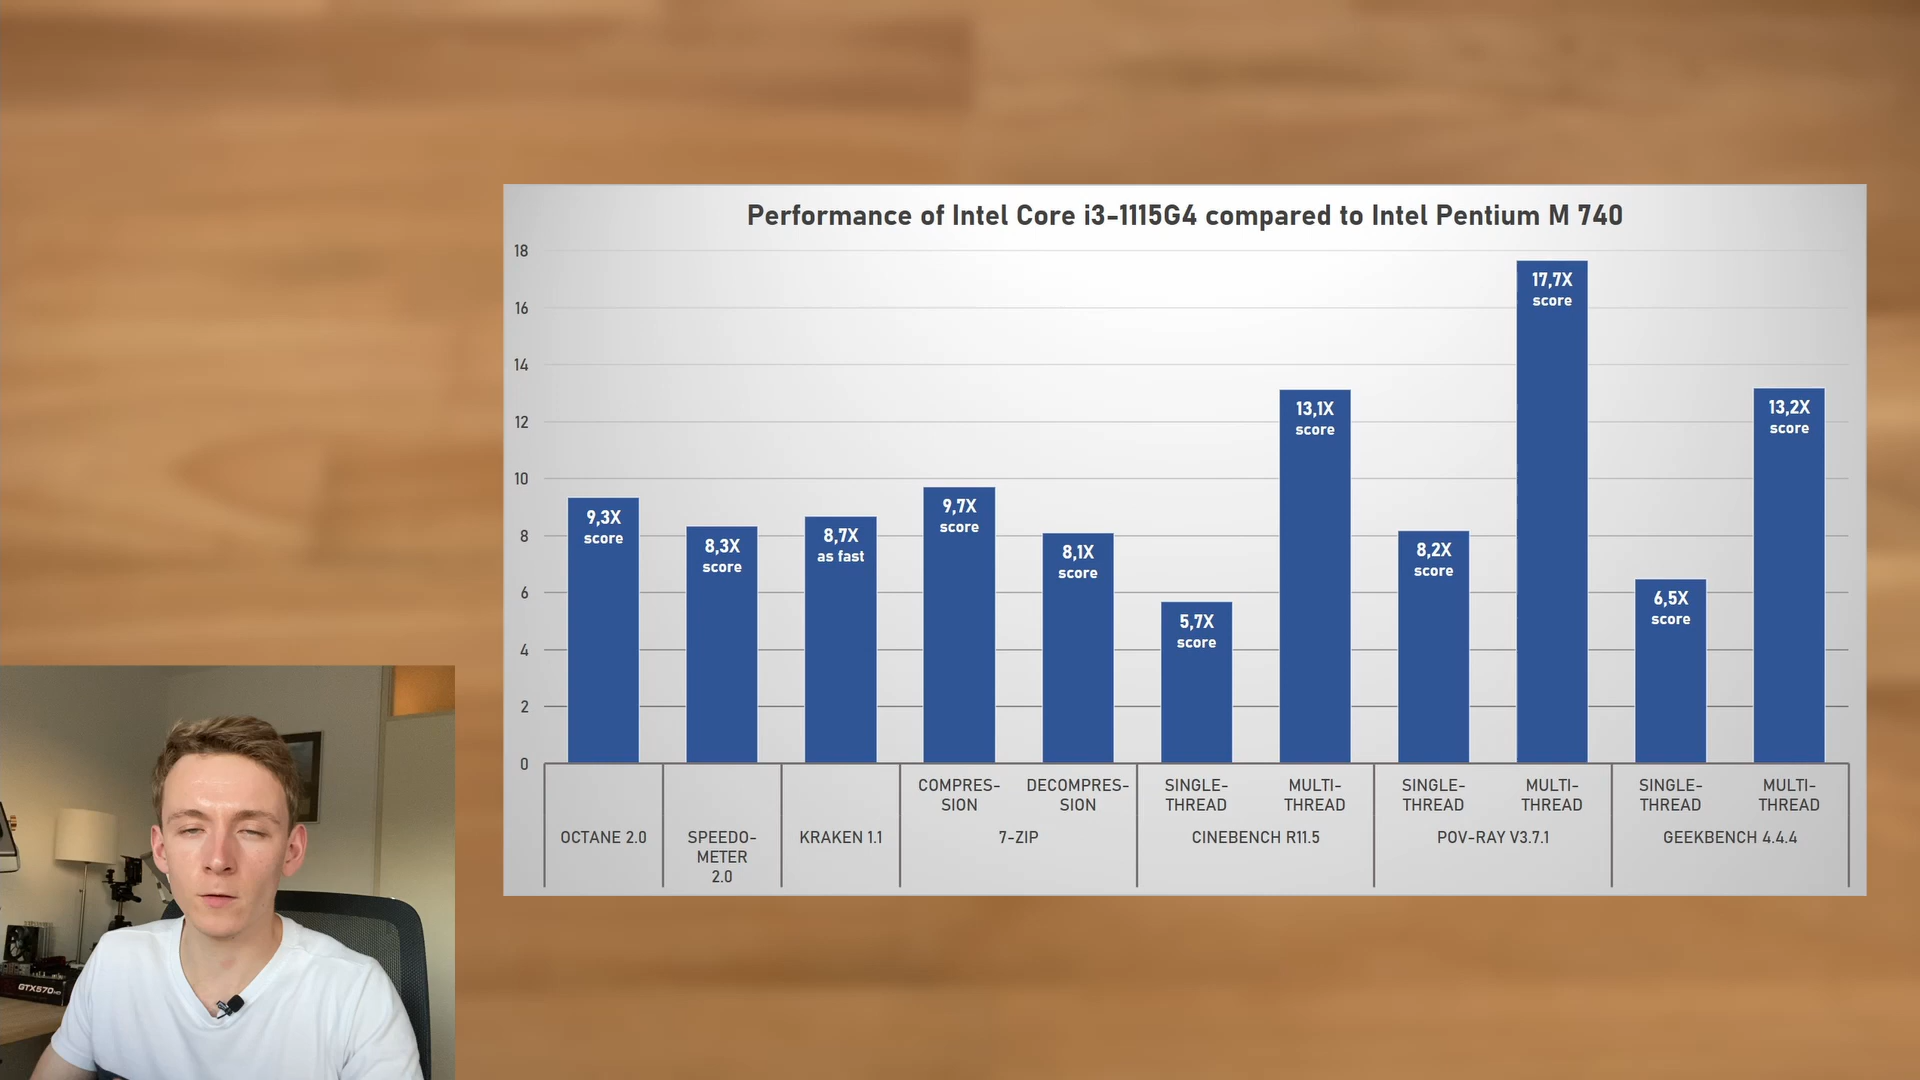 Performance of Intel Core i3-1115G4 compared to Intel Pentium M 740
18
16
14
12
10
8
6
4
2
0
9,3X
score
8,3X
score
8,7X
as fast
9,7X
score
8,1X
score
5,7X
score
13,1X
score
8,2X
score
17,7X
score
6,5X
score
13,2X
score
COMPRES-
SION
DECOMPRES-
SION
SINGLE-
THREAD
MULTI-
THREAD
SINGLE-
THREAD
MULTI-
THREAD
SINGLE-
THREAD
MULTI-
THREAD
OCTANE 2.0
SPEEDO-
METER
2.0
KRAKEN 1.1
7-ZIP
CINEBENCH R11.5
POV-RAY V3.7.1
GEEKBENCH 4.4.4
GTX570HD